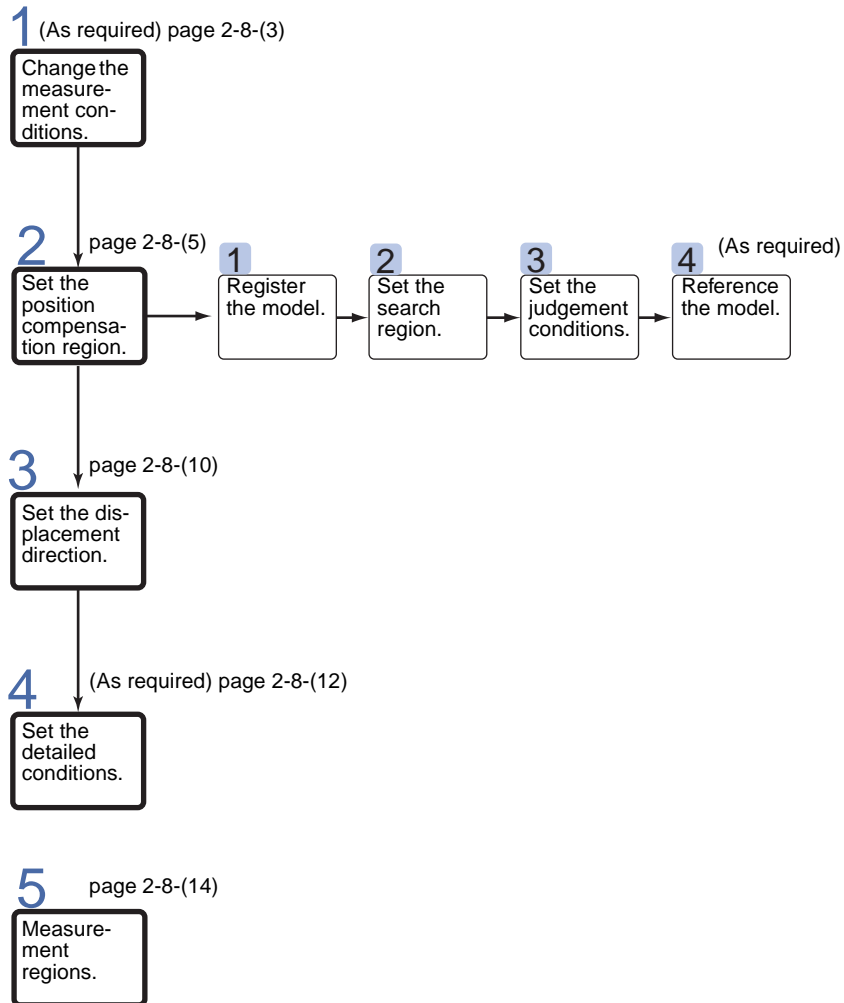 1 (As required) page 2-8-(3)
Change the
measure-
ment con-
ditions.
2 page 2-8-(5)
Set the
position
compensa-
tion region.
1
Register
the model.
2
Set the
search
region.
3
Set the
judgement
conditions.
4 (As required)
Reference
the model.
3 page 2-8-(10)
Set the dis-
placement
direction.
4 (As required) page 2-8-(12)
Set the
detailed
conditions.
5 page 2-8-(14)
Measure-
ment
regions.